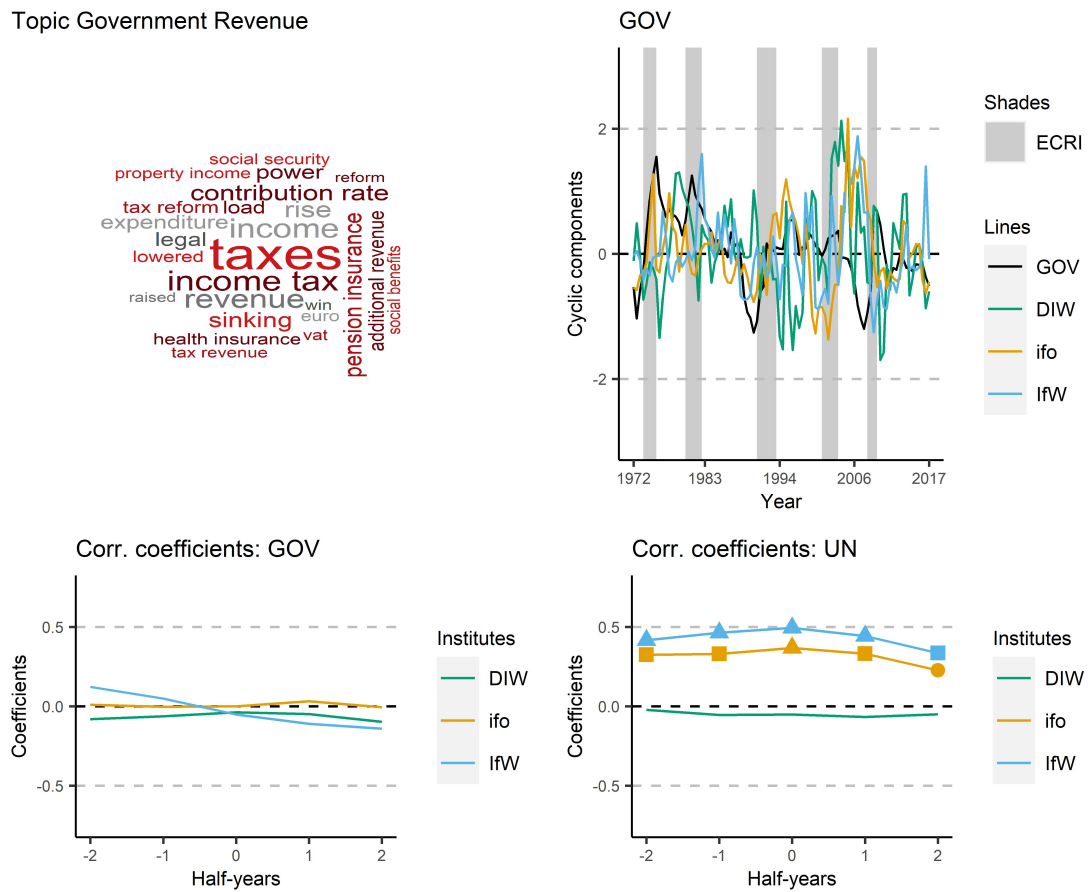 Topic Government Revenue
social security
property income power reform
contribution rate
tax reform load rise
expenditure income
legal
lowered taxes
income tax
raised revenue win
sinking euro
health insurance vat
tax revenue
pension insurance
additional revenue
social benefits
GOV
Cyclic components
2
0
-2
1972 1983 1994 2006 2017
Year
Shades
ECRI
Lines
GOV
DIW
ifo
IfW
Corr. coefficients: GOV
Coefficients
0.5
0.0
-0.5
-2 -1 0 1 2
Half-years
Institutes
DIW
ifo
IfW
Corr. coefficients: UN
Coefficients
0.5
0.0
-0.5
-2 -1 0 1 2
Half-years
Institutes
DIW
ifo
IfW